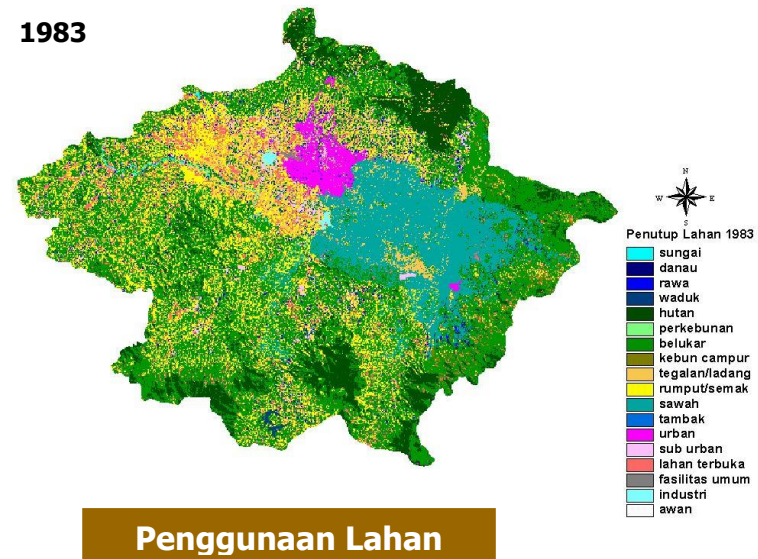 1983
N
W E
S
Penutup Lahan 1983
sungai
danau
rawa
waduk
hutan
perkebunan
belukar
kebun campur
tegalan/ladang
rumput/semak
sawah
tambak
urban
sub urban
lahan terbuka
fasilitas umum
industri
awan
Penggunaan Lahan